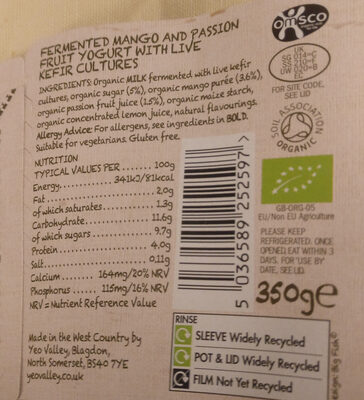 FERMENTED MANGO AND PASSION
FRUIT YOGURT WITH LIVE
KEFIR CULTURES
INGREDIENTS: Organic MILK fermented with live kefir
cultures, organic sugar (5%), organic mango purée (3.6%),
organic passion fruit juice (1.5%), organic maize starch,
organic concentrated lemon juice, natural flavourings.
Allergy Advice: For allergens, see ingredients in BOLD.
Suitable for vegetarians. Gluten free.
NUTRITION
TYPICAL VALUES PER 100g
Energy 341kJ/81kcal
Fat 2.0g
of which saturates 1.3g
Carbohydrate 11.6g
of which sugars 9.7g
Protein 4.0g
Salt 0.11g
Calcium 164mg/20% NRV
Phosphorus 115mg/16% NRV
NRV = Nutrient Reference Value
Made in the West Country by
Yeo Valley, Blagdon,
North Somerset, BS40 7YE
yeovalley.co.uk
omsco
UK
EC
FOR SITE CODE,
SEE LID
SOIL ASSOCIATION
ORGANIC
GB-ORG-05
EU/Non EU Agriculture
PLEASE KEEP
REFRIGERATED. ONCE
OPENED EAT WITHIN 3
DAYS. FOR 'USE BY'
DATE, SEE LID.
5 036589 252597
350g e
RINSE
SLEEVE Widely Recycled
POT & LID Widely Recycled
FILM Not Yet Recycled